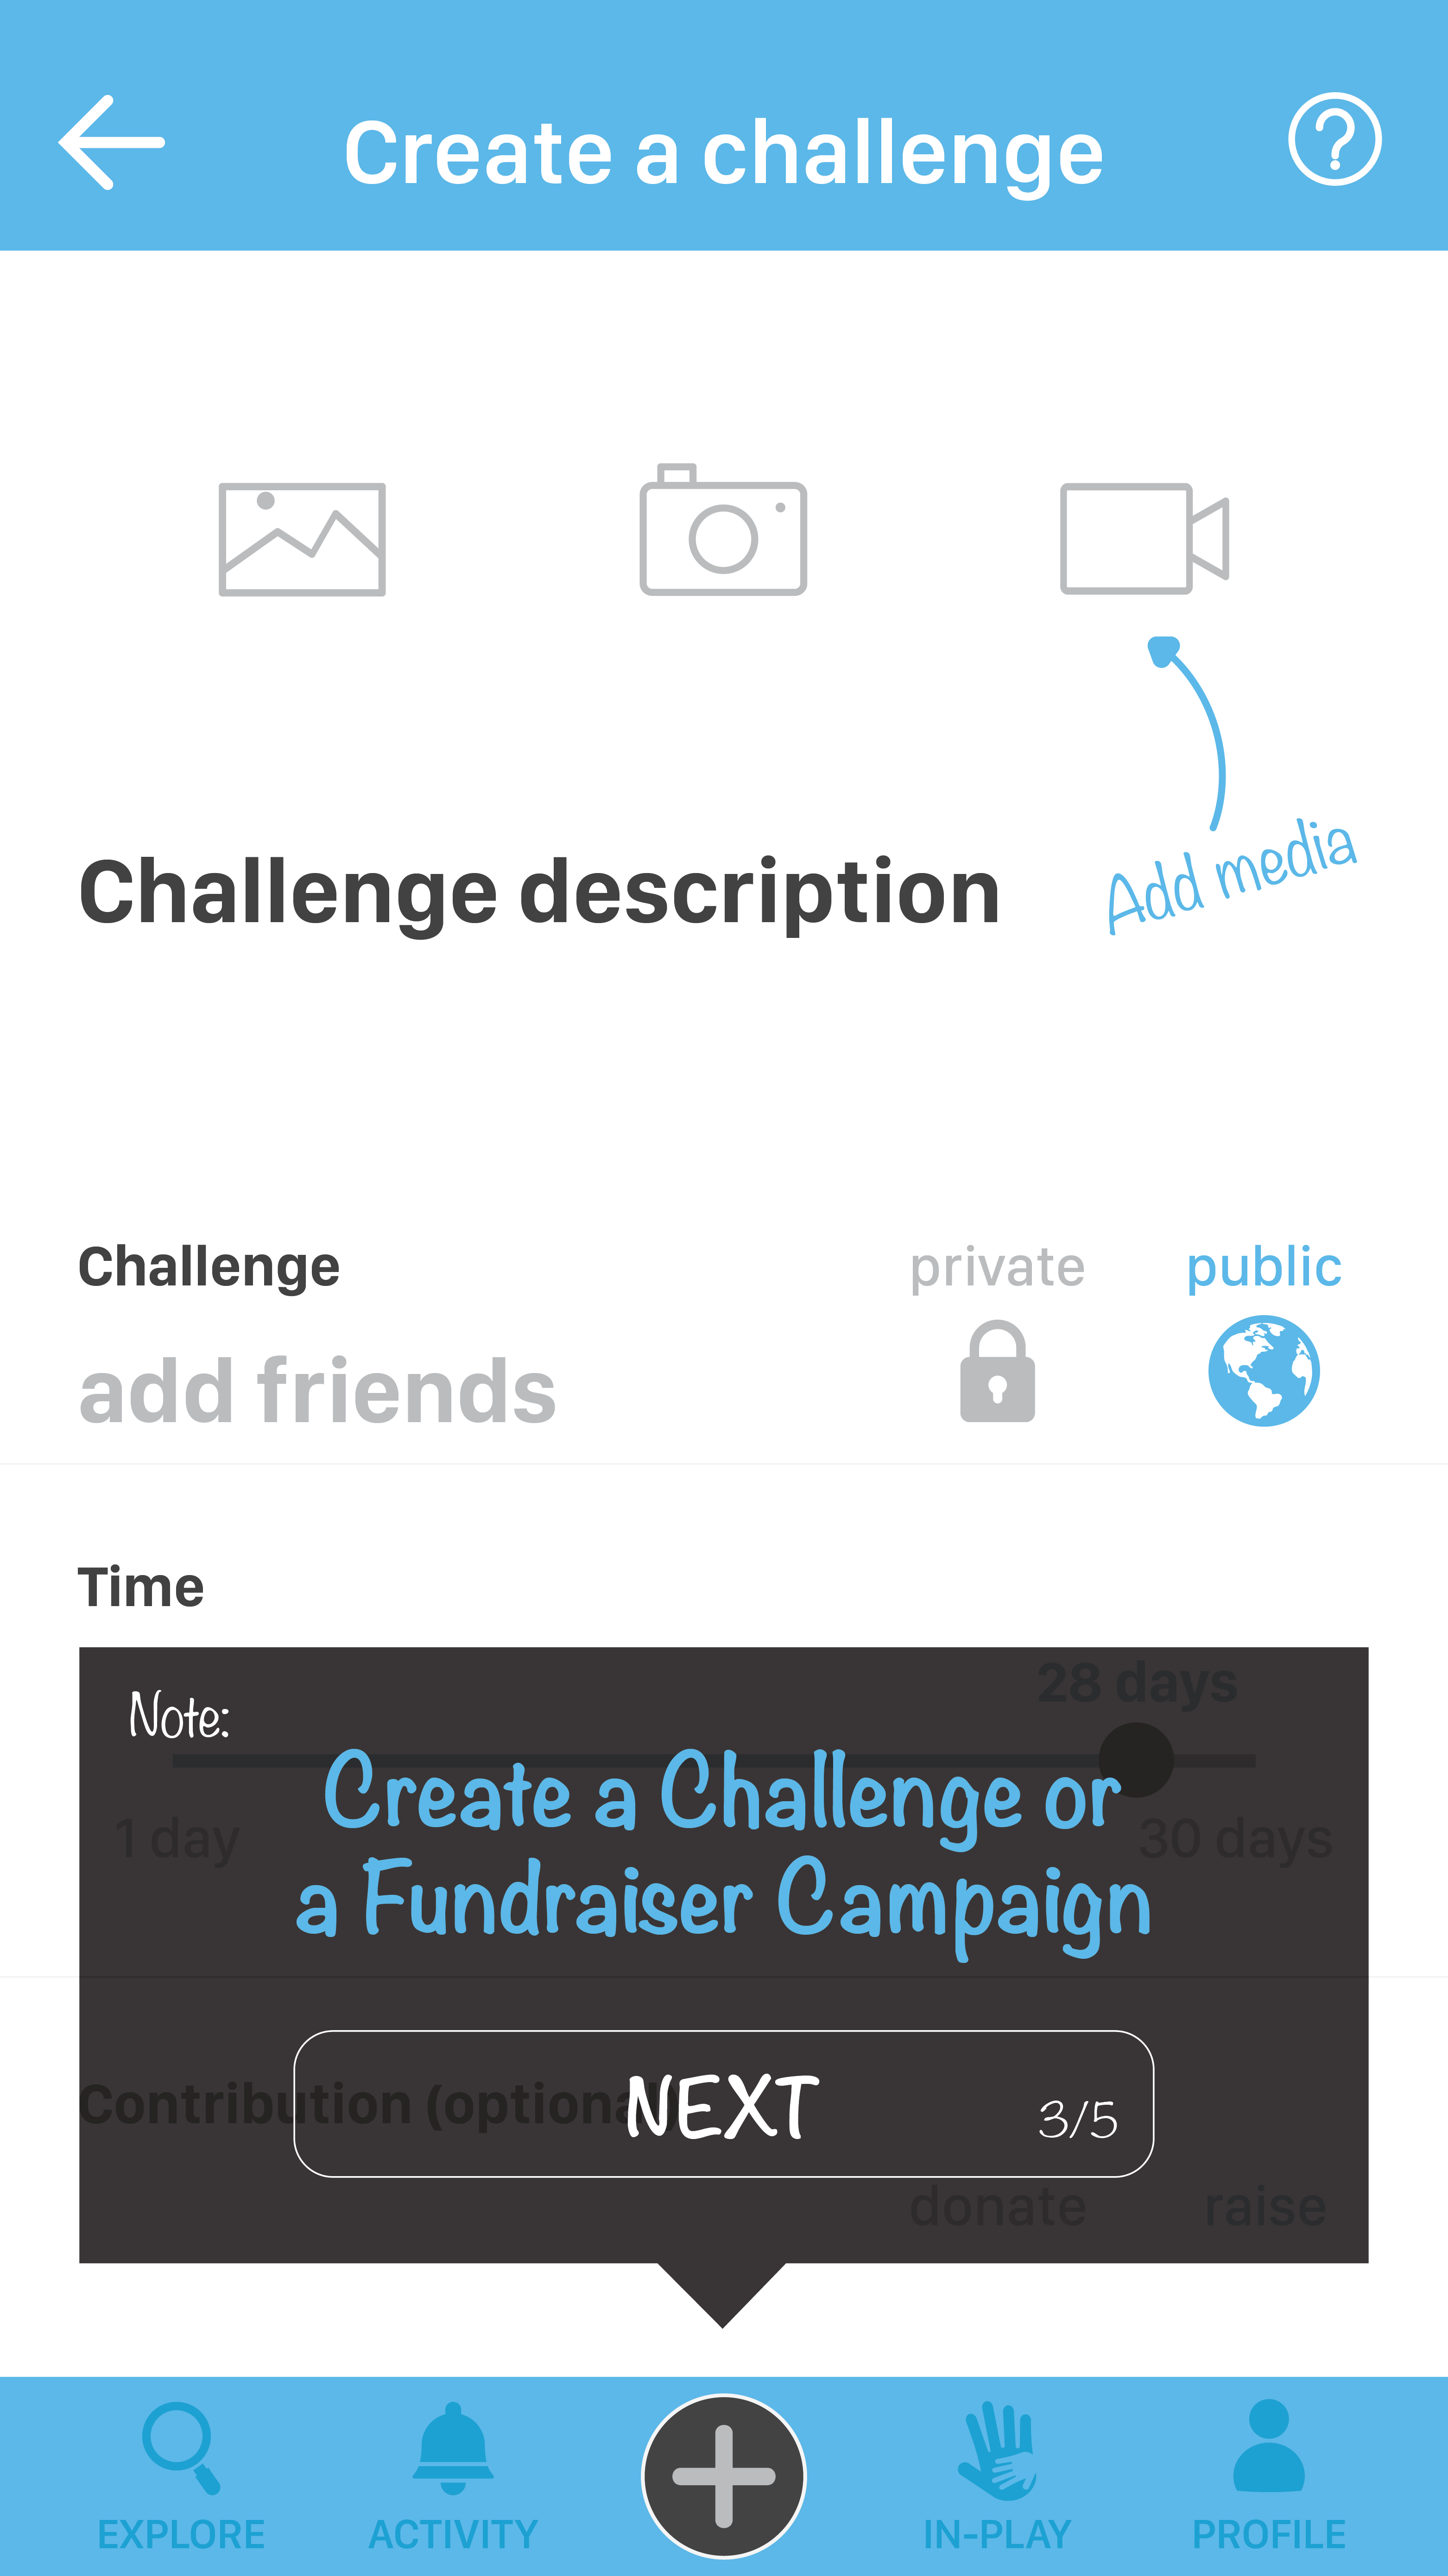 Create a challenge
?
Add media
Challenge description
Challenge
private
public
add friends
Time
28 days
Note:
Create a Challenge or
1 day
30 days
a Fundraiser Campaign
Contribution (optional)
NEXT
3/5
donate
raise
EXPLORE
ACTIVITY
IN-PLAY
PROFILE